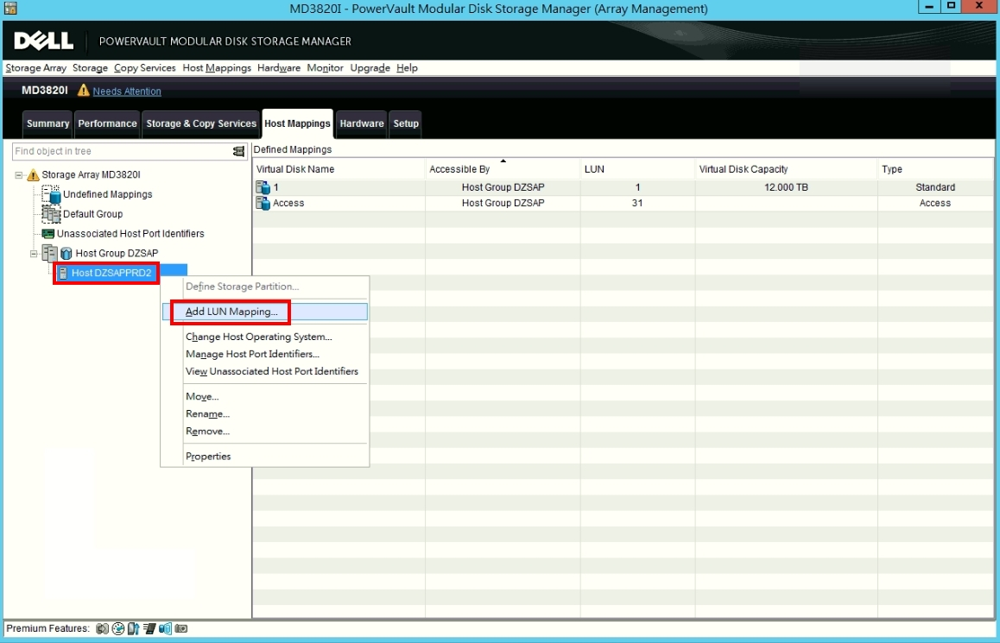 MD3820I - PowerVault Modular Disk Storage Manager (Array Management)
DELL POWERVAULT MODULAR DISK STORAGE MANAGER
Storage Array Storage Copy Services Host Mappings Hardware Monitor Upgrade Help
MD3820I Needs Attention
Summary Performance Storage & Copy Services Host Mappings Hardware Setup
Find object in tree
Storage Array MD3820I
Undefined Mappings
Default Group
Unassociated Host Port Identifiers
Host Group DZSAP
Host DZSAPPRD2
Define Storage Partition...
Add LUN Mapping...
Change Host Operating System...
Manage Host Port Identifiers...
View Unassociated Host Port Identifiers
Move...
Rename...
Remove...
Properties
Defined Mappings
Virtual Disk Name Accessible By LUN Virtual Disk Capacity Type
1 Host Group DZSAP 1 12.000 TB Standard
Access Host Group DZSAP 31 Access
Premium Features: